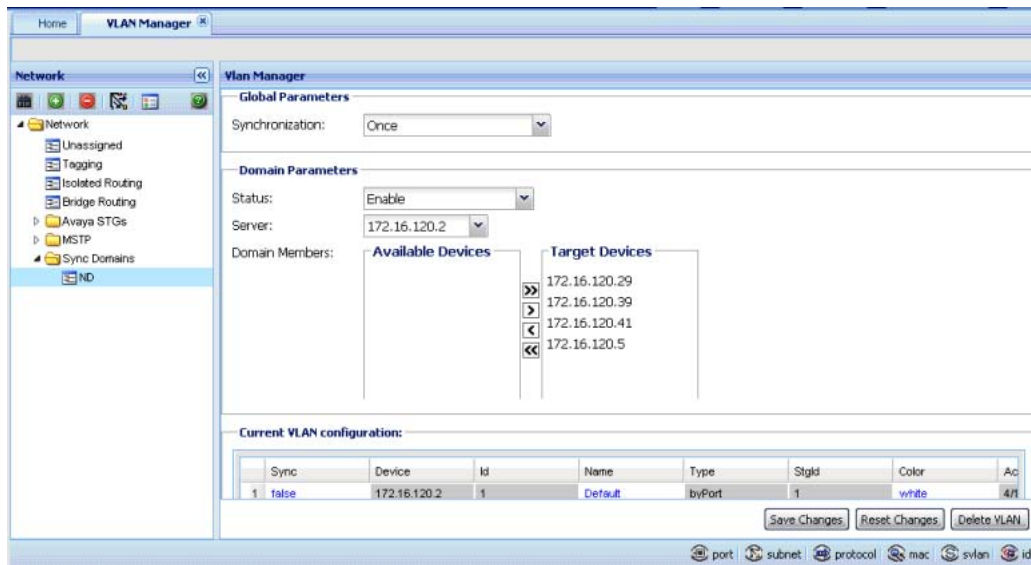 Home VLAN Manager
Network
Vlan Manager
Network
Unassigned
Tagging
Isolated Routing
Bridge Routing
Avaya STGs
MSTP
Sync Domains
ND
Global Parameters
Synchronization: Once
Domain Parameters
Status: Enable
Server: 172.16.120.2
Domain Members: Available Devices Target Devices
172.16.120.29
172.16.120.39
172.16.120.41
172.16.120.5
Current VLAN configuration:
Sync Device Id Name Type StgId Color Ac
1 false 172.16.120.2 1 Default byPort 1 white 4/1
Save Changes Reset Changes Delete VLAN
port subnet protocol mac svlan id